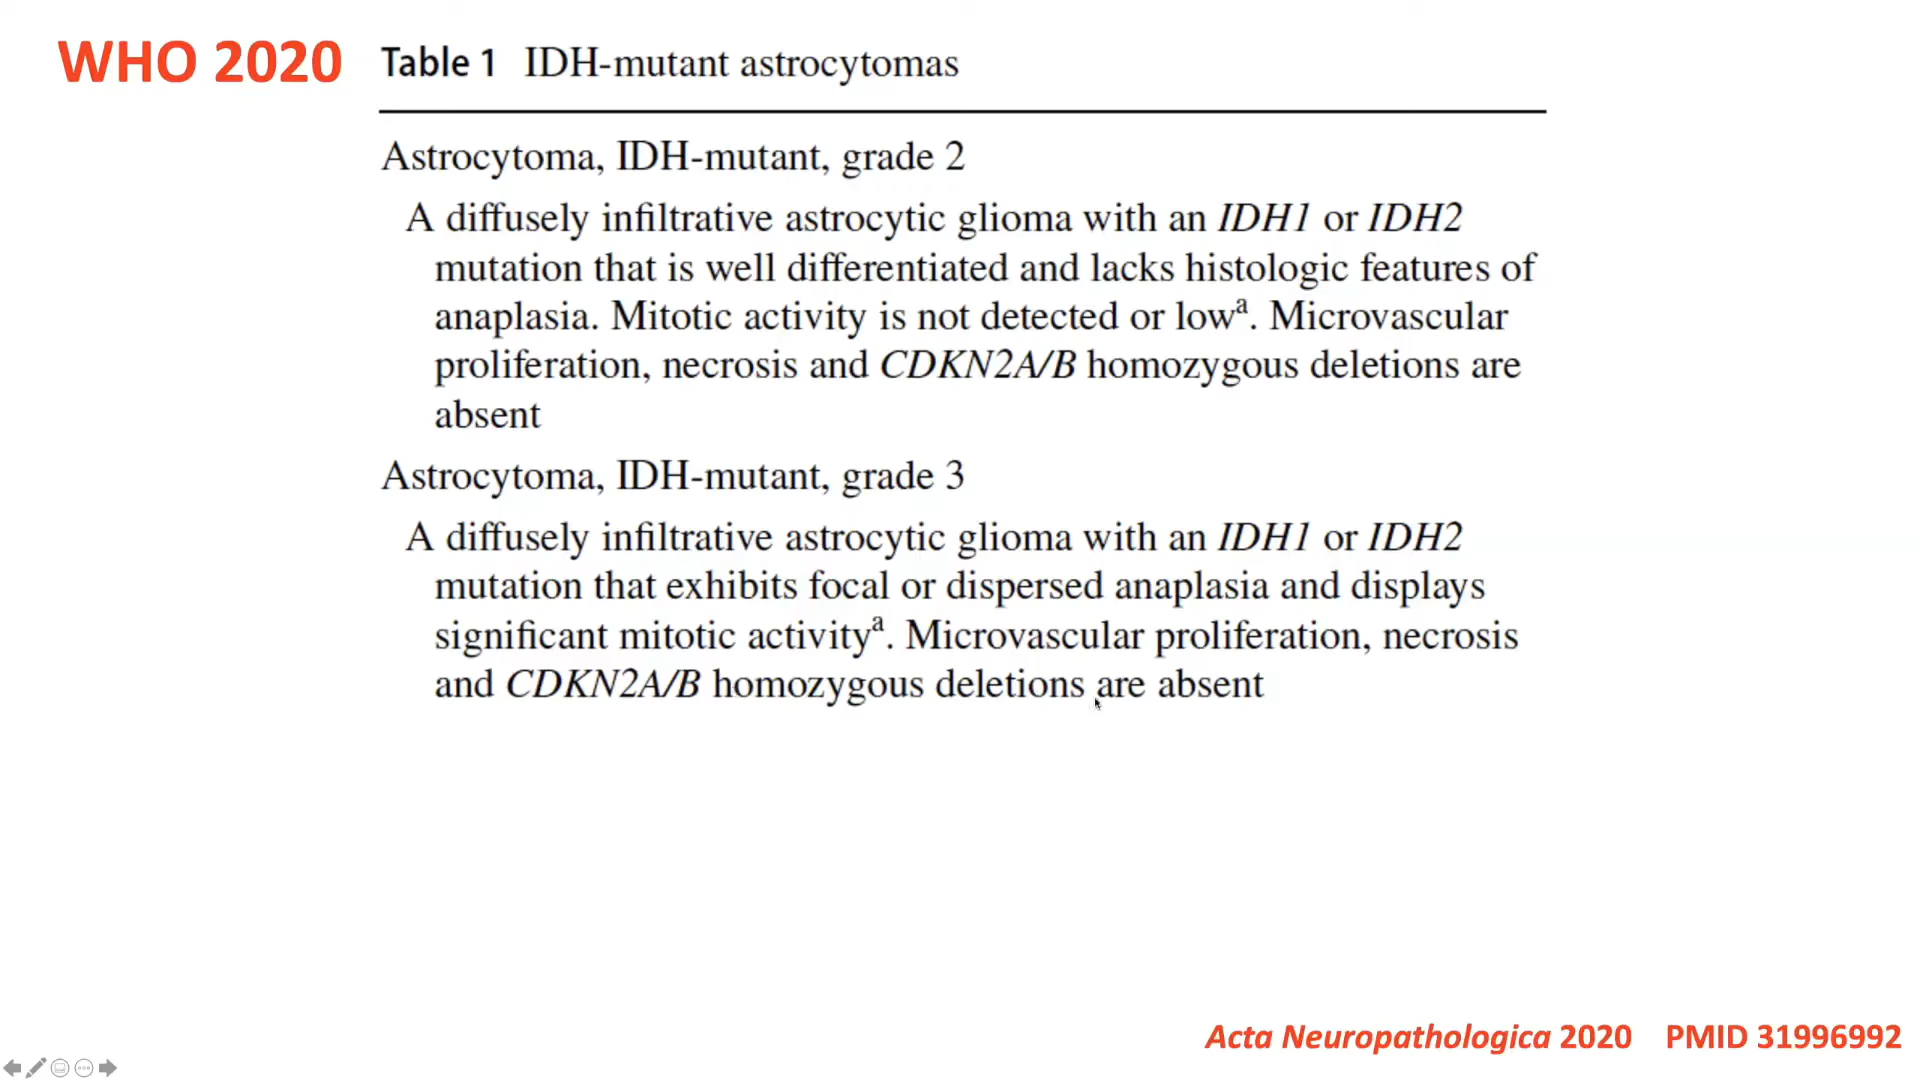 WHO 2020
Table 1 IDH-mutant astrocytomas
Astrocytoma, IDH-mutant, grade 2
A diffusely infiltrative astrocytic glioma with an IDH1 or IDH2
mutation that is well differentiated and lacks histologic features of
anaplasia. Mitotic activity is not detected or lowᵃ. Microvascular
proliferation, necrosis and CDKN2A/B homozygous deletions are
absent
Astrocytoma, IDH-mutant, grade 3
A diffusely infiltrative astrocytic glioma with an IDH1 or IDH2
mutation that exhibits focal or dispersed anaplasia and displays
significant mitotic activityᵃ. Microvascular proliferation, necrosis
and CDKN2A/B homozygous deletions are absent
Acta Neuropathologica 2020 PMID 31996992